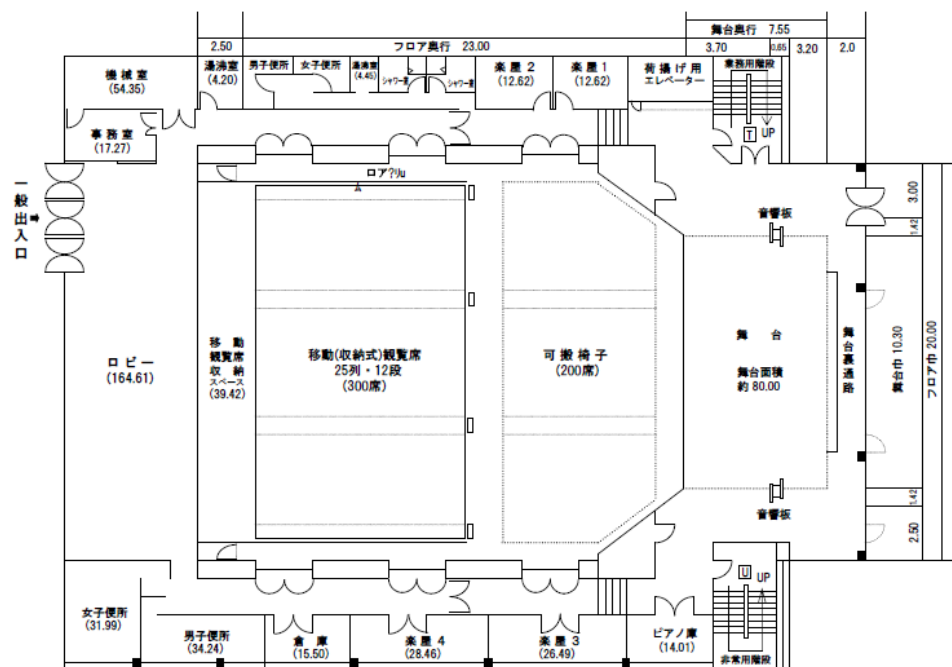 舞台奥行 7.55
2.50
フロア奥行 23.00
3.70
0.65
3.20
2.0
機械室
(54.35)
湯沸室
(4.20)
男子便所
女子便所
湯沸室
(4.45)
シャワー室
シャワー室
楽屋2
(12.62)
楽屋1
(12.62)
荷揚げ用
エレベーター
業務用階段
T
UP
事務室
(17.27)
一般出入口
ロア?リu
音響板
3.00
1.42
ロビー
(164.61)
移動
観覧席
収納
スペース
(39.42)
移動(収納式)観覧席
25列・12段
(300席)
可搬椅子
(200席)
舞台
舞台面積
約80.00
舞台裏通路
舞台巾 10.30
フロア巾 20.00
音響板
1.42
2.50
U
UP
女子便所
(31.99)
男子便所
(34.24)
倉庫
(15.50)
楽屋4
(28.46)
楽屋3
(26.49)
ピアノ庫
(14.01)
非常用階段